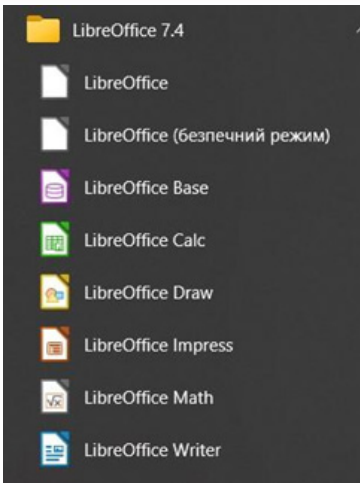 LibreOffice 7.4
LibreOffice
LibreOffice (безпечний режим)
LibreOffice Base
LibreOffice Calc
LibreOffice Draw
LibreOffice Impress
LibreOffice Math
LibreOffice Writer